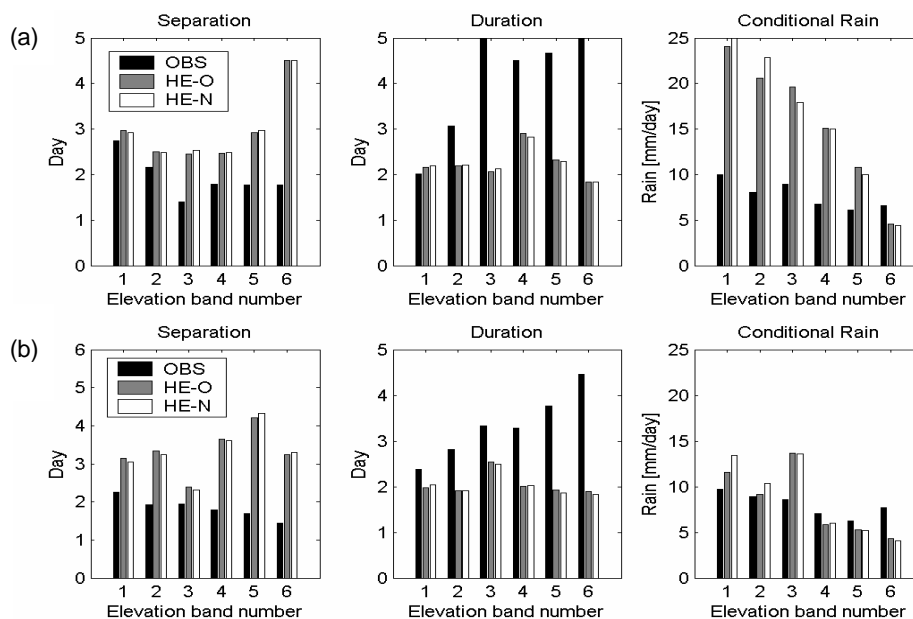 (a)
Separation
5
4
3
2
1
0
Day
OBS
HE-O
HE-N
1 2 3 4 5 6
Elevation band number
Duration
5
4
3
2
1
0
Day
1 2 3 4 5 6
Elevation band number
Conditional Rain
25
20
15
10
5
0
Rain [mm/day]
1 2 3 4 5 6
Elevation band number
(b)
Separation
6
5
4
3
2
1
0
Day
OBS
HE-O
HE-N
1 2 3 4 5 6
Elevation band number
Duration
5
4
3
2
1
0
Day
1 2 3 4 5 6
Elevation band number
Conditional Rain
25
20
15
10
5
0
Rain [mm/day]
1 2 3 4 5 6
Elevation band number